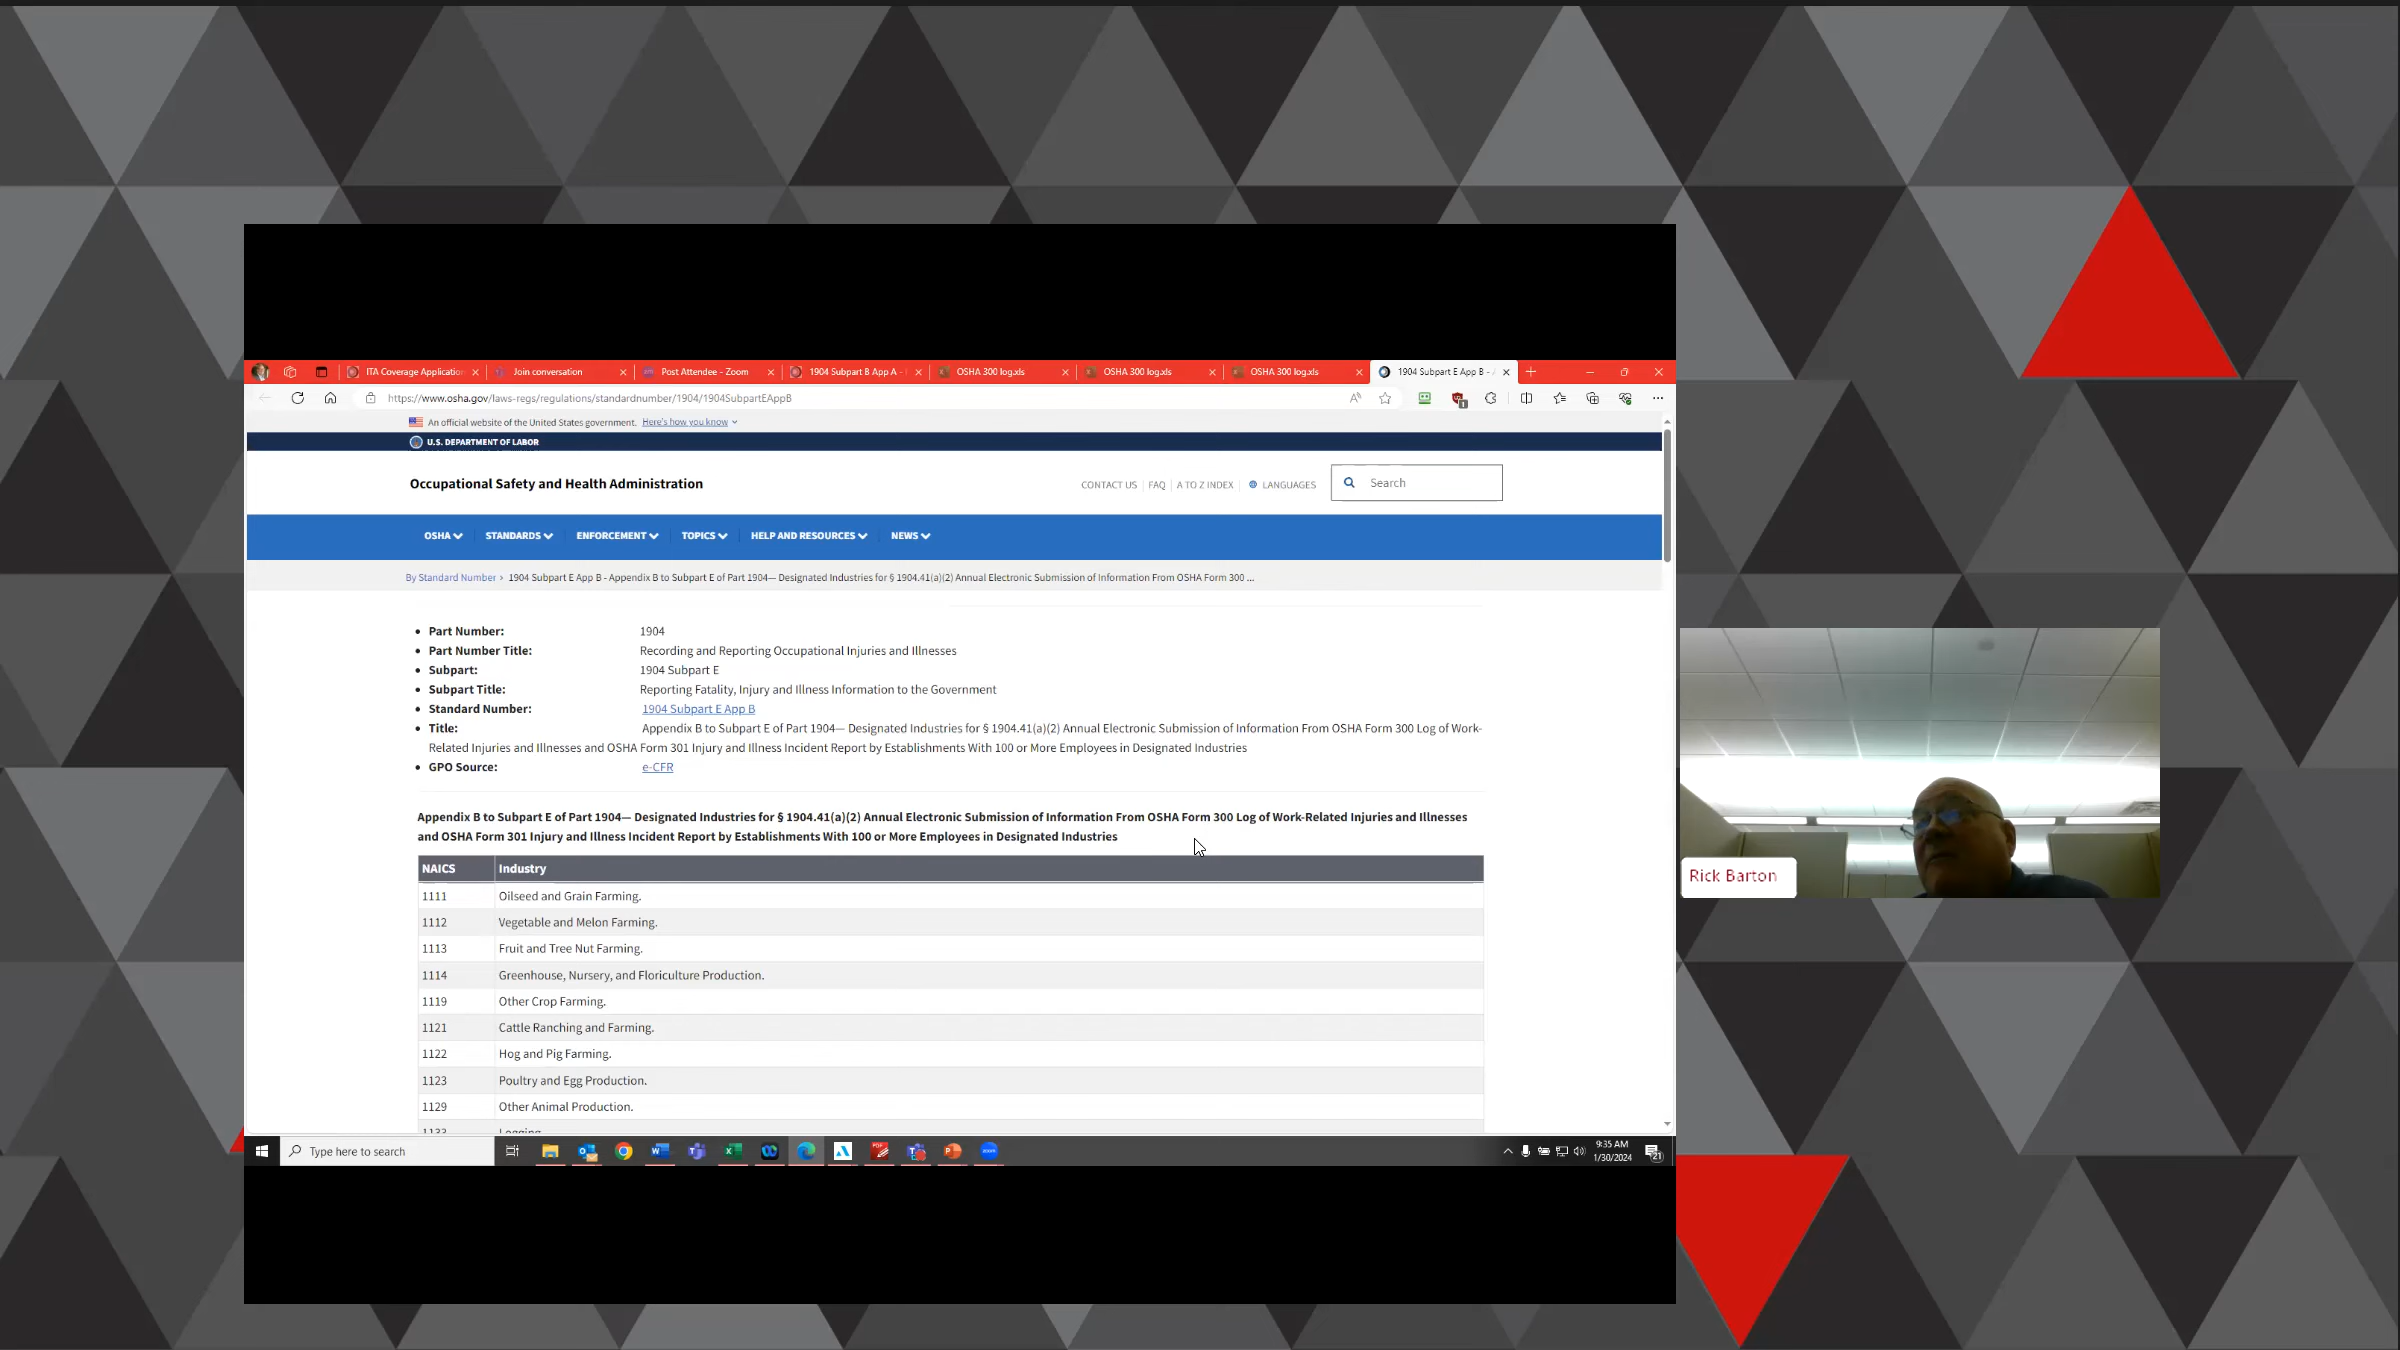 ITA Coverage Application
Join conversation
Post Attendee - Zoom
1904 Subpart B App A -
OSHA 300 log.xls
OSHA 300 log.xls
OSHA 300 log.xls
1904 Subpart E App B -
https://www.osha.gov/laws-regs/regulations/standardnumber/1904/1904SubpartEAppB
An official website of the United States government. Here's how you know
U.S. DEPARTMENT OF LABOR
Occupational Safety and Health Administration
CONTACT US FAQ A TO Z INDEX LANGUAGES
Search
OSHA STANDARDS ENFORCEMENT TOPICS HELP AND RESOURCES NEWS
By Standard Number > 1904 Subpart E App B - Appendix B to Subpart E of Part 1904— Designated Industries for § 1904.41(a)(2) Annual Electronic Submission of Information From OSHA Form 300 ...
• Part Number: 1904
• Part Number Title: Recording and Reporting Occupational Injuries and Illnesses
• Subpart: 1904 Subpart E
• Subpart Title: Reporting Fatality, Injury and Illness Information to the Government
• Standard Number: 1904 Subpart E App B
• Title: Appendix B to Subpart E of Part 1904— Designated Industries for § 1904.41(a)(2) Annual Electronic Submission of Information From OSHA Form 300 Log of Work-
Related Injuries and Illnesses and OSHA Form 301 Injury and Illness Incident Report by Establishments With 100 or More Employees in Designated Industries
• GPO Source: e-CFR
Appendix B to Subpart E of Part 1904— Designated Industries for § 1904.41(a)(2) Annual Electronic Submission of Information From OSHA Form 300 Log of Work-Related Injuries and Illnesses
and OSHA Form 301 Injury and Illness Incident Report by Establishments With 100 or More Employees in Designated Industries
NAICS Industry
1111 Oilseed and Grain Farming.
1112 Vegetable and Melon Farming.
1113 Fruit and Tree Nut Farming.
1114 Greenhouse, Nursery, and Floriculture Production.
1119 Other Crop Farming.
1121 Cattle Ranching and Farming.
1122 Hog and Pig Farming.
1123 Poultry and Egg Production.
1129 Other Animal Production.
1133 Logging.
Rick Barton
Type here to search
9:35 AM
1/30/2024
21